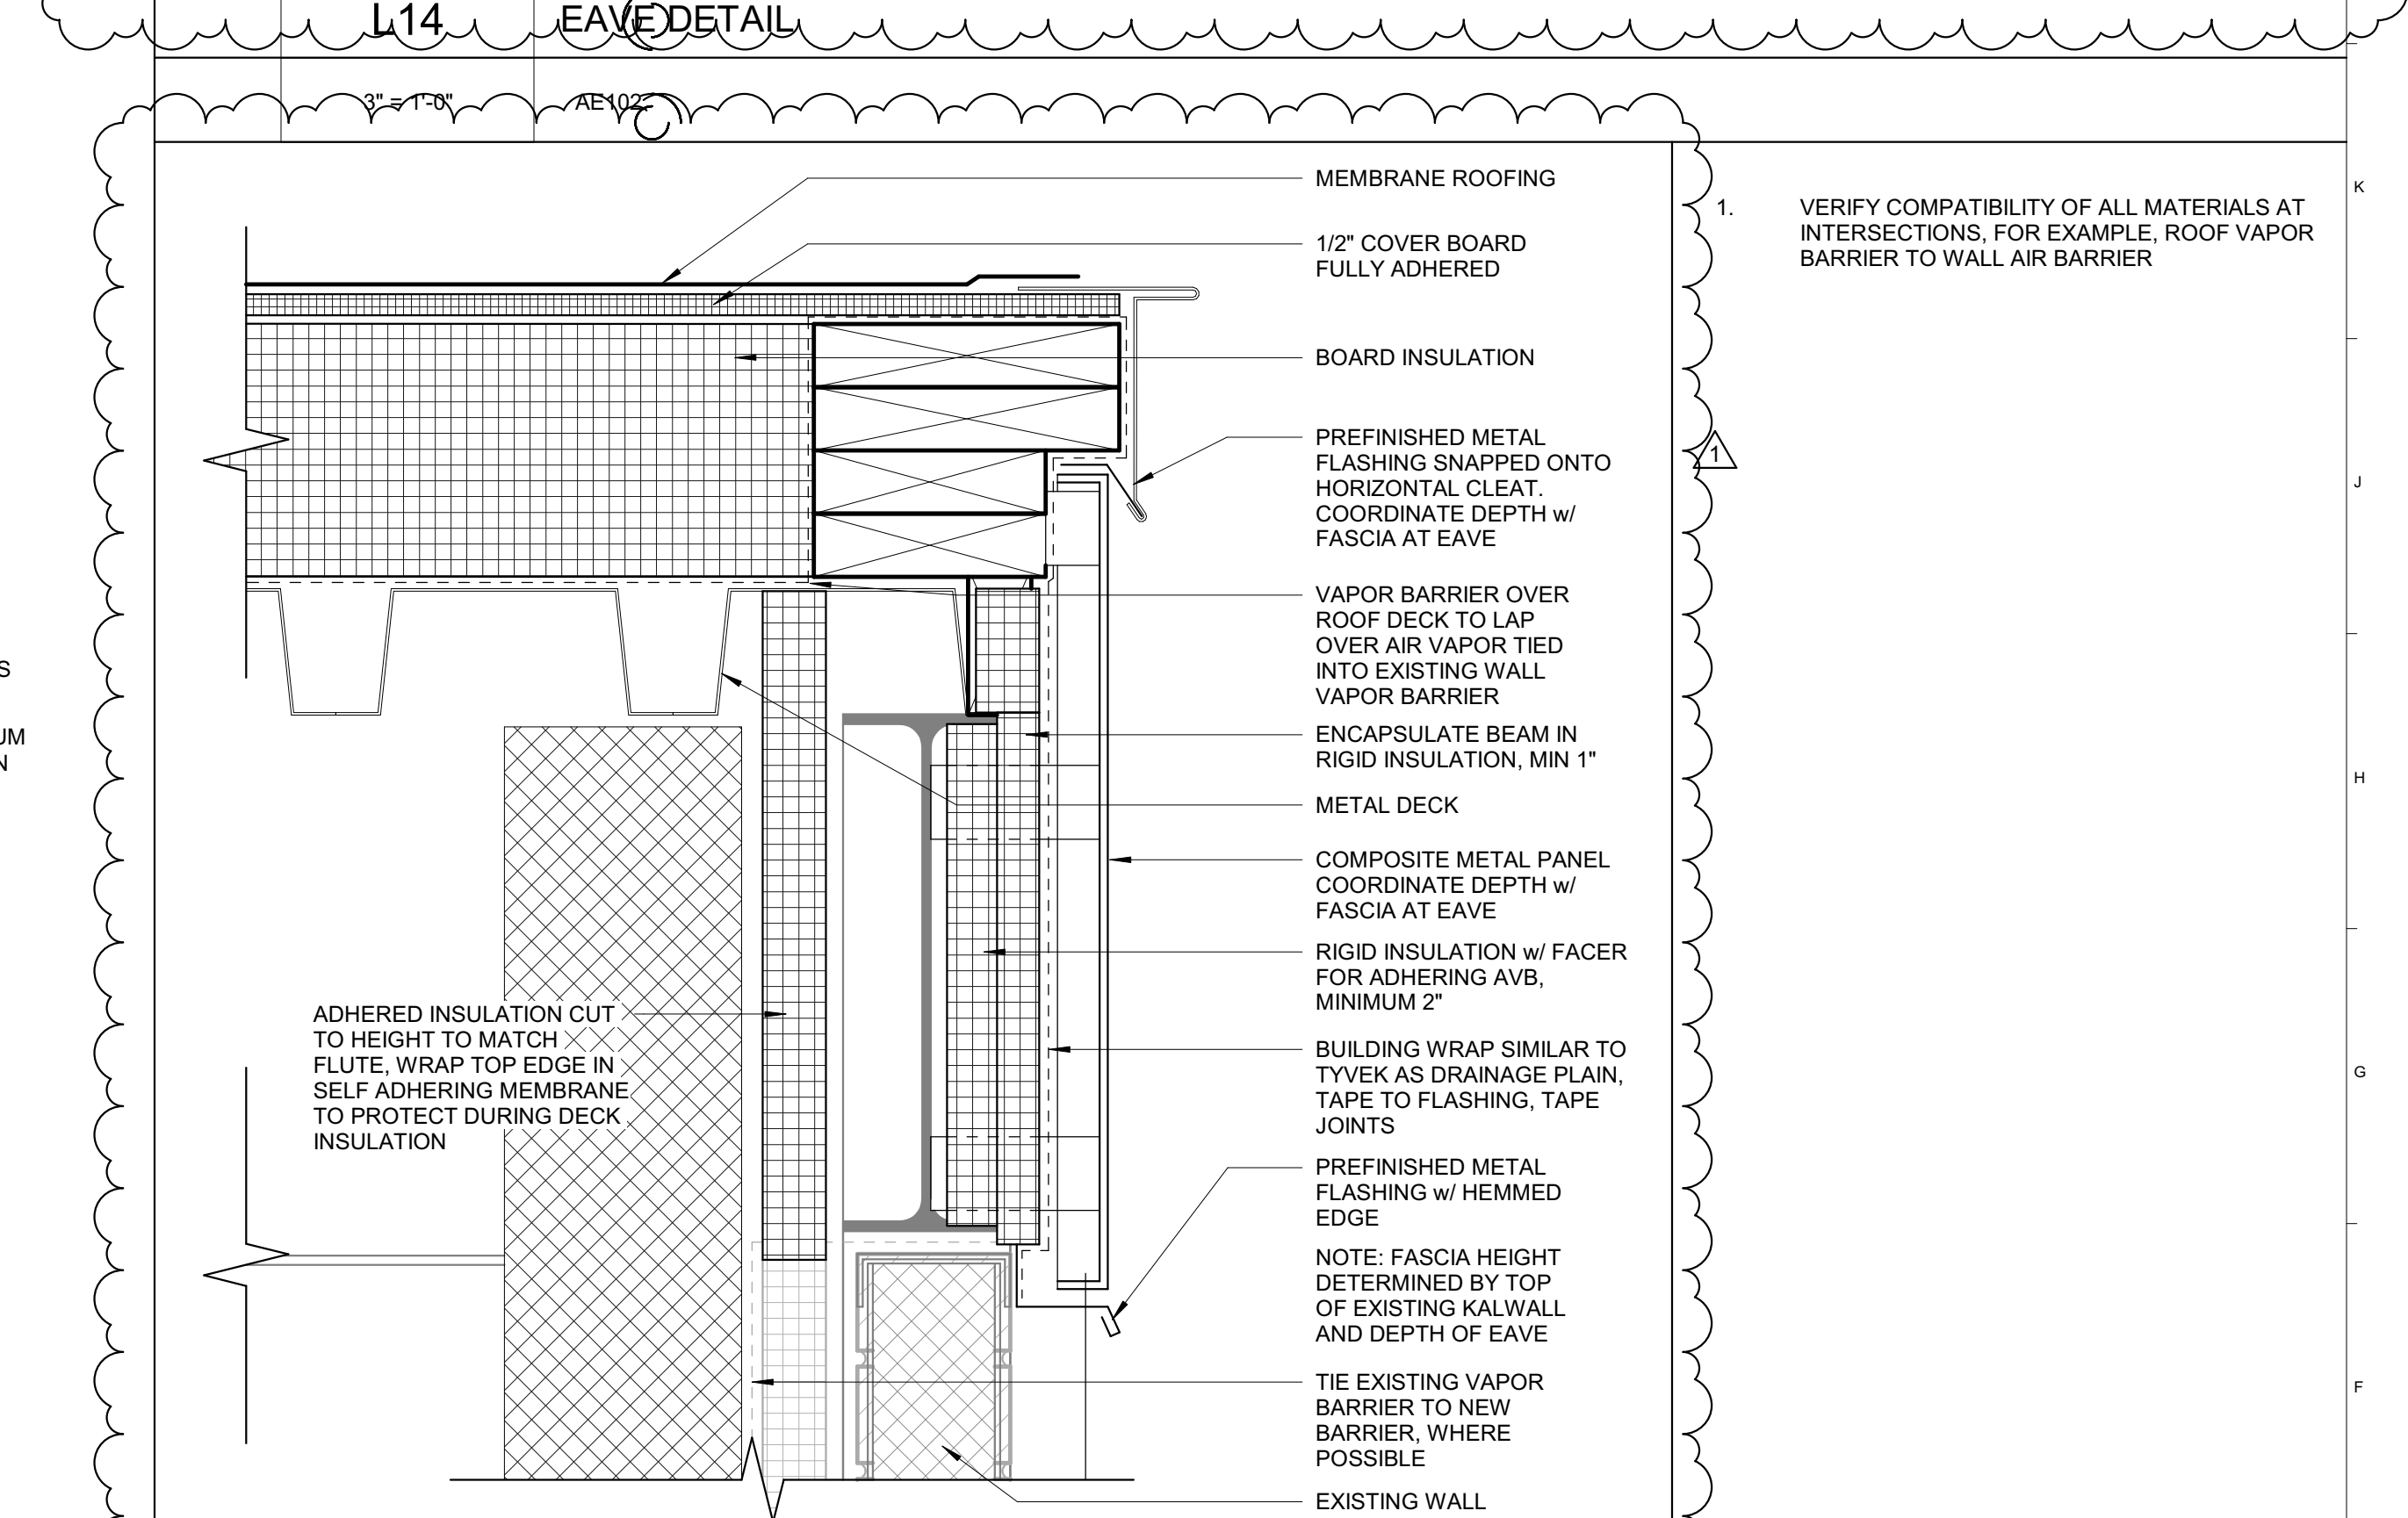 L14
EAVE DETAIL
3" = 1'-0"
AE102
MEMBRANE ROOFING
1/2" COVER BOARD
FULLY ADHERED
BOARD INSULATION
PREFINISHED METAL
FLASHING SNAPPED ONTO
HORIZONTAL CLEAT.
COORDINATE DEPTH w/
FASCIA AT EAVE
VAPOR BARRIER OVER
ROOF DECK TO LAP
OVER AIR VAPOR TIED
INTO EXISTING WALL
VAPOR BARRIER
ENCAPSULATE BEAM IN
RIGID INSULATION, MIN 1"
METAL DECK
COMPOSITE METAL PANEL
COORDINATE DEPTH w/
FASCIA AT EAVE
RIGID INSULATION w/ FACER
FOR ADHERING AVB,
MINIMUM 2"
BUILDING WRAP SIMILAR TO
TYVEK AS DRAINAGE PLAIN,
TAPE TO FLASHING, TAPE
JOINTS
PREFINISHED METAL
FLASHING w/ HEMMED
EDGE
NOTE: FASCIA HEIGHT
DETERMINED BY TOP
OF EXISTING KALWALL
AND DEPTH OF EAVE
TIE EXISTING VAPOR
BARRIER TO NEW
BARRIER, WHERE
POSSIBLE
EXISTING WALL
ADHERED INSULATION CUT
TO HEIGHT TO MATCH
FLUTE, WRAP TOP EDGE IN
SELF ADHERING MEMBRANE
TO PROTECT DURING DECK
INSULATION
S
UM
N
1. VERIFY COMPATIBILITY OF ALL MATERIALS AT
INTERSECTIONS, FOR EXAMPLE, ROOF VAPOR
BARRIER TO WALL AIR BARRIER
1
K
J
H
G
F